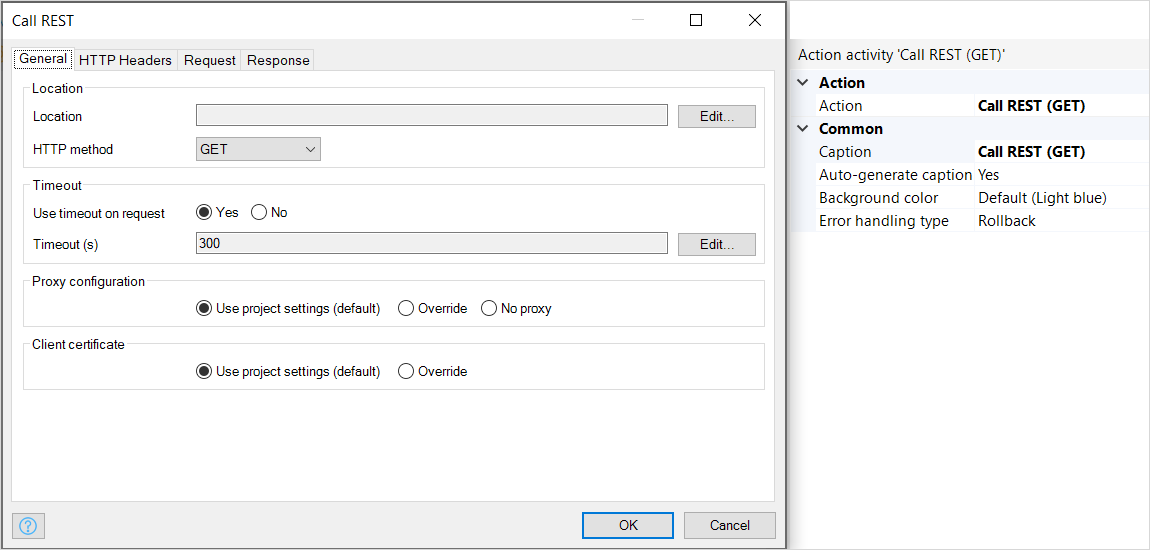 Call REST
General HTTP Headers Request Response
Location
Location Edit...
HTTP method GET
Timeout
Use timeout on request Yes No
Timeout (s) 300 Edit...
Proxy configuration
Use project settings (default) Override No proxy
Client certificate
Use project settings (default) Override
? OK Cancel
Action activity 'Call REST (GET)'
Action
Action Call REST (GET)
Common
Caption Call REST (GET)
Auto-generate caption Yes
Background color Default (Light blue)
Error handling type Rollback